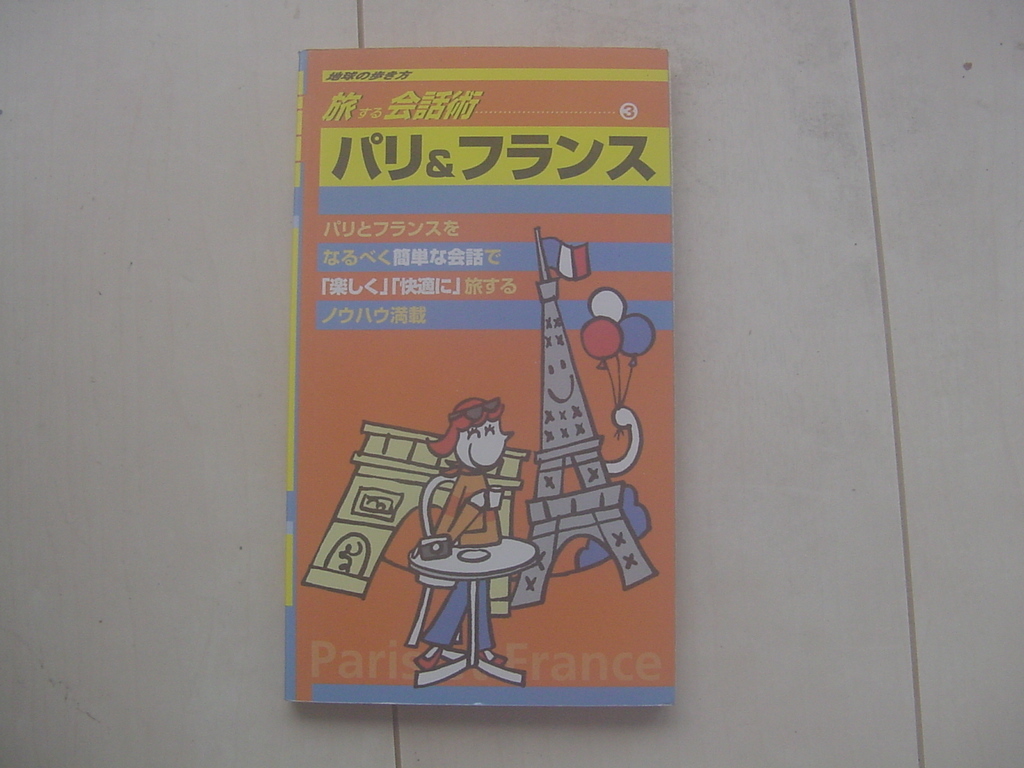 地球の歩き方
旅する会話術 ③
パリ&フランス
パリとフランスを
なるべく簡単な会話で
「楽しく」「快適に」旅する
ノウハウ満載
Paris & France